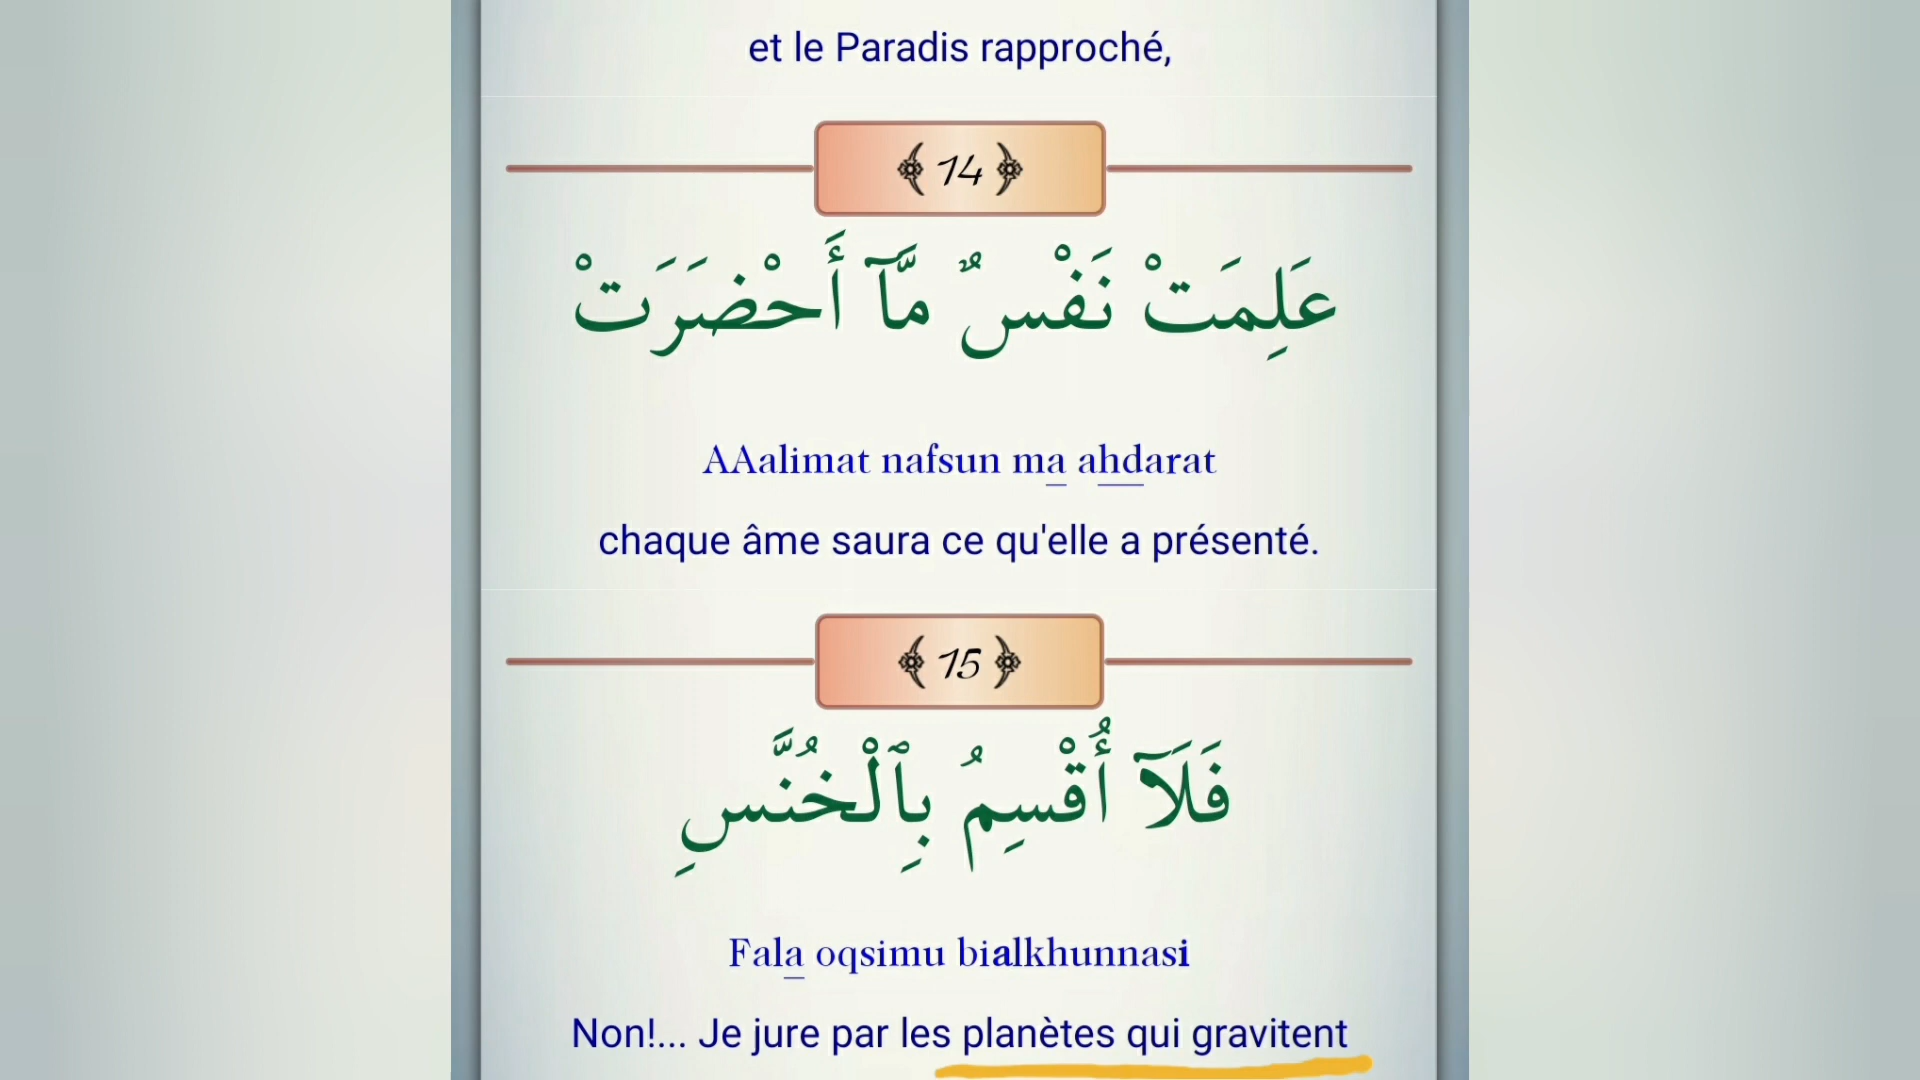 et le Paradis rapproché,
﴾ 14 ﴿
عَلِمَتْ نَفْسٌ مَّآ أَحْضَرَتْ
AAalimat nafsun ma ahdarat
chaque âme saura ce qu'elle a présenté.
﴾ 15 ﴿
فَلَآ أُقْسِمُ بِٱلْخُنَّسِ
Fala oqsimu bialkhunnasi
Non!... Je jure par les planètes qui gravitent